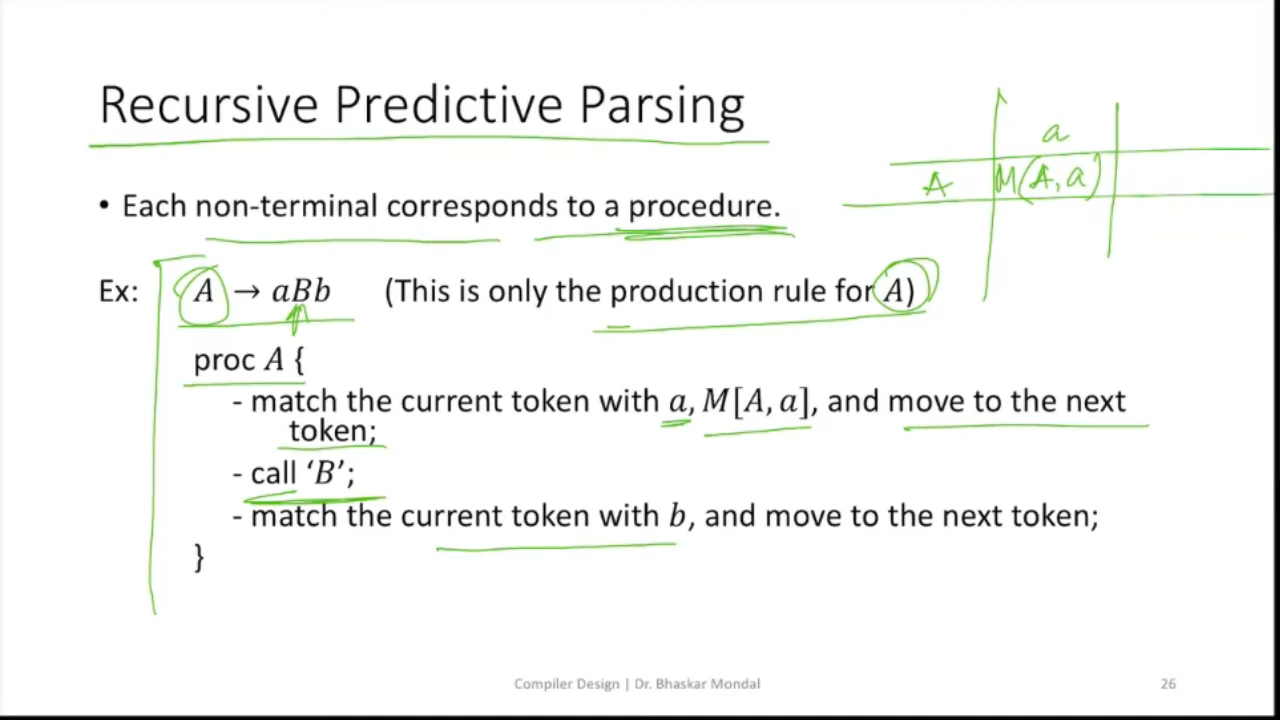 Recursive Predictive Parsing
a
A M(A, a)
• Each non-terminal corresponds to a procedure.
Ex: A → aBb (This is only the production rule for A)
proc A {
- match the current token with a, M[A, a], and move to the next
token;
- call ‘B’;
- match the current token with b, and move to the next token;
}
Compiler Design | Dr. Bhaskar Mondal 26